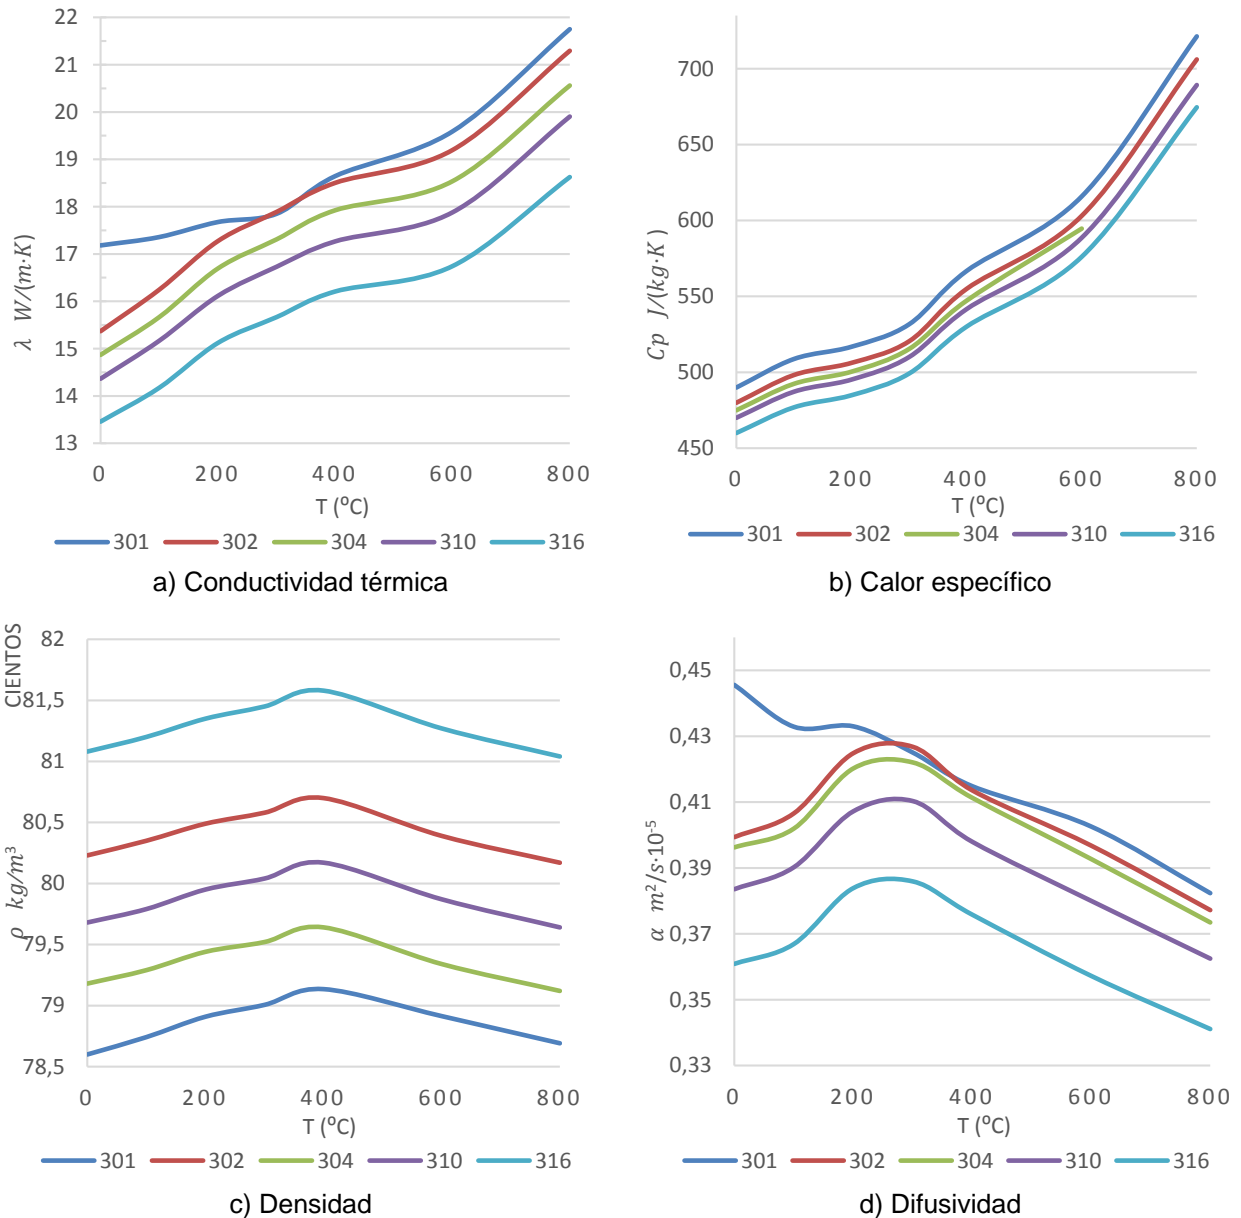 22
21
20
19
18
17
16
15
14
13
λ W/(m·K)
0 200 400 600 800
T (⁰C)
301 302 304 310 316
a) Conductividad térmica
700
650
600
550
500
450
Cp J/(kg·K)
0 200 400 600 800
T (⁰C)
301 302 304 310 316
b) Calor específico
CIENTOS
82
81,5
81
80,5
80
79,5
79
78,5
ρ kg/m³
0 200 400 600 800
T (⁰C)
301 302 304 310 316
c) Densidad
0,45
0,43
0,41
0,39
0,37
0,35
0,33
α m²/s·10⁻⁵
0 200 400 600 800
T (⁰C)
301 302 304 310 316
d) Difusividad